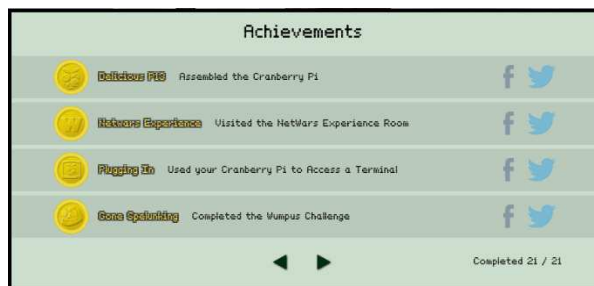 Achievements
Delicious PIE Assembled the Cranberry Pi
Netwars Experience Visited the NetWars Experience Room
Plugging In Used your Cranberry Pi to Access a Terminal
Gone Spelunking Completed the Wumpus Challenge
Completed 21 / 21